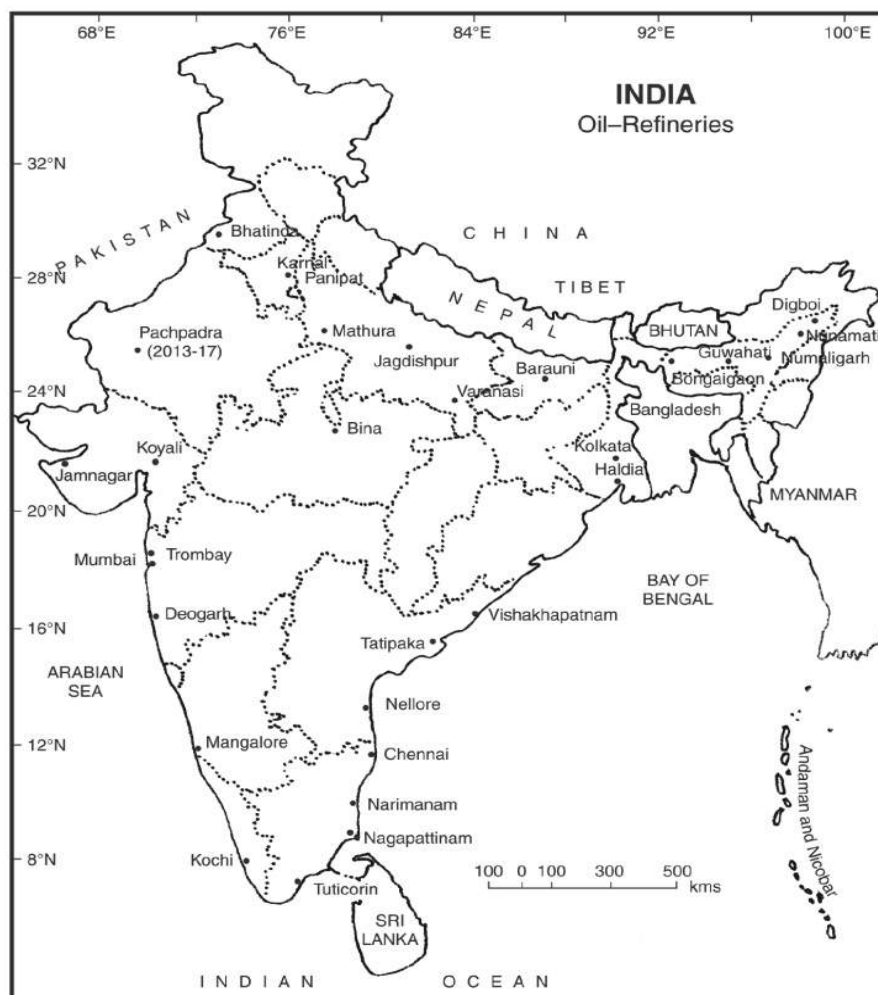 68°E 76°E 84°E 92°E 100°E
INDIA
Oil–Refineries
32°N
PAKISTAN
Bhatinda
CHINA
Karnal
28°N
Panipat
TIBET
NEPAL
Digboi
Pachpadra
(2013-17)
Mathura
BHUTAN
Nunamati
Jagdishpur
Guwahati
Numaligarh
Barauni
Bongaigaon
24°N
Varanasi
Bangladesh
Bina
Koyali
Kolkata
Haldia
Jamnagar
MYANMAR
20°N
Mumbai
Trombay
BAY OF
BENGAL
Deogarh
Vishakhapatnam
16°N
Tatipaka
ARABIAN
SEA
Nellore
Mangalore
12°N
Chennai
Andaman and Nicobar
Narimanam
Nagapattinam
8°N
Kochi
Tuticorin
100 0 100 300 500
kms
SRI
LANKA
INDIAN OCEAN